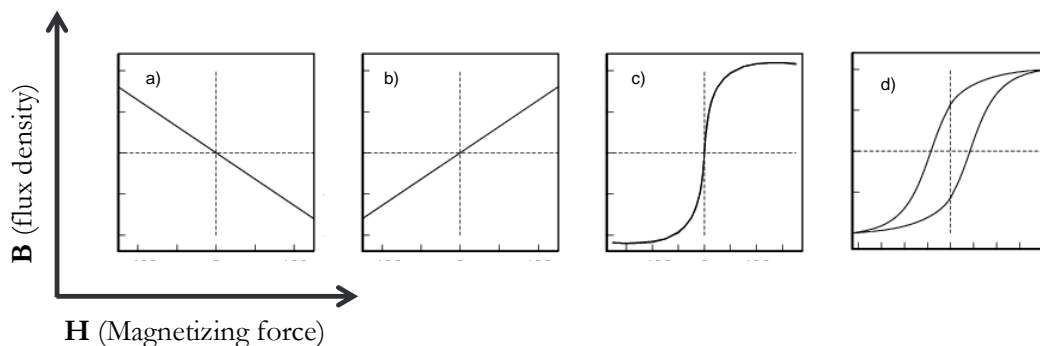 a)
b)
c)
d)
B (flux density)
H (Magnetizing force)